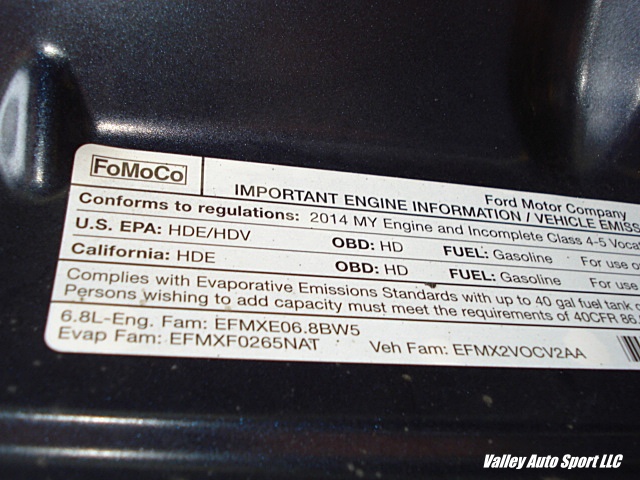 FoMoCo
Ford Motor Company
IMPORTANT ENGINE INFORMATION / VEHICLE
Conforms to regulations: 2014 MY Engine and Incomplete Class 4-5
U.S. EPA: HDE/HDV OBD: HD FUEL: Gasoline For use
California: HDE OBD: HD FUEL: Gasoline For use
Complies with Evaporative Emissions Standards with up to 40 gal fuel tank
Persons wishing to add capacity must meet the requirements of 40CFR 86.
6.8L-Eng. Fam: EFMXE06.8BW5
Evap Fam: EFMXF0265NAT Veh Fam: EFMX2VOCV2AA
Valley Auto Sport LLC